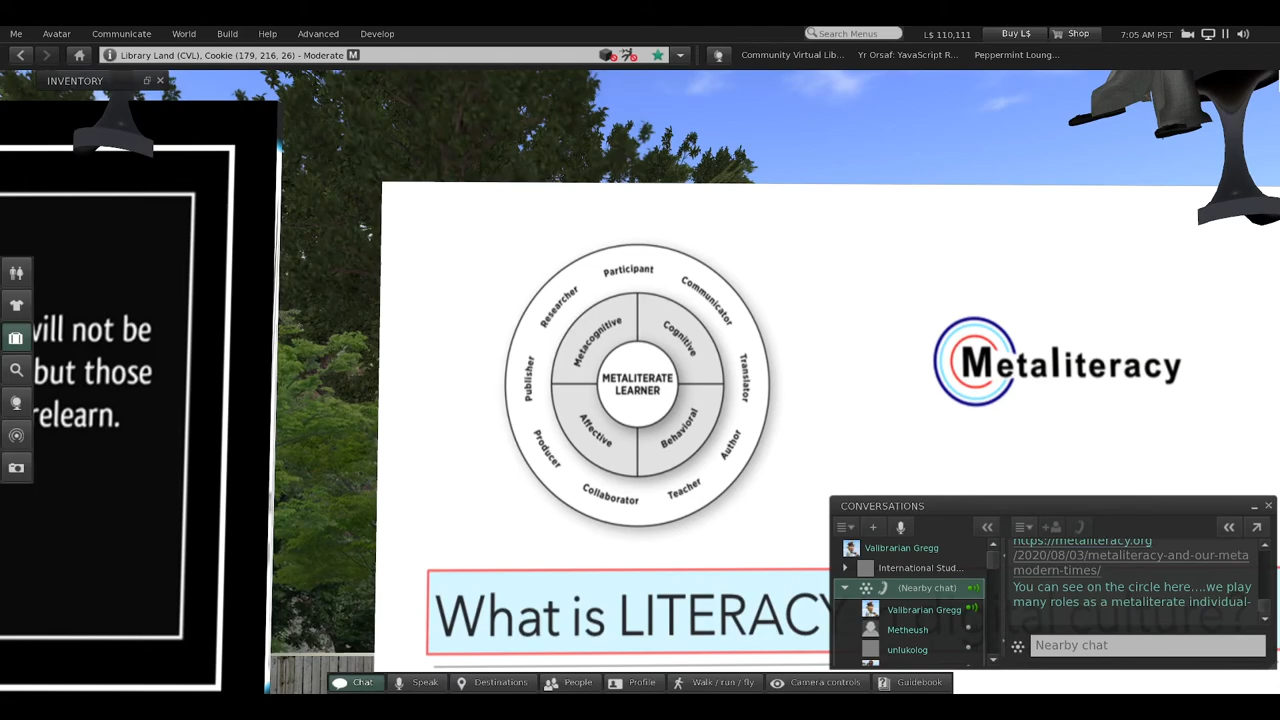 Me Avatar Communicate World Build Help Advanced Develop
Search Menus
L$ 110,111
Buy L$
Shop
7:05 AM PST
Library Land (CVL), Cookie (179, 216, 26) - Moderate M
Community Virtual Lib...
Yr Orsaf: YavaScript R...
Peppermint Loung...
INVENTORY
will not be
but those
relearn.
Participant
Communicator
Translator
Author
Teacher
Collaborator
Producer
Publisher
Researcher
Metacognitive
Cognitive
Behavioral
Affective
METALITERATE
LEARNER
Metaliteracy
What is LITERACY
digital culture?
CONVERSATIONS
Valibrarian Gregg
International Stud...
(Nearby chat)
Valibrarian Gregg
Metheush
unlukolog
https://metaliteracy.org
/2020/08/03/metaliteracy-and-our-meta
modern-times/
You can see on the circle here....we play
many roles as a metaliterate individual-
Nearby chat
Chat Speak Destinations People Profile Walk / run / fly Camera controls Guidebook